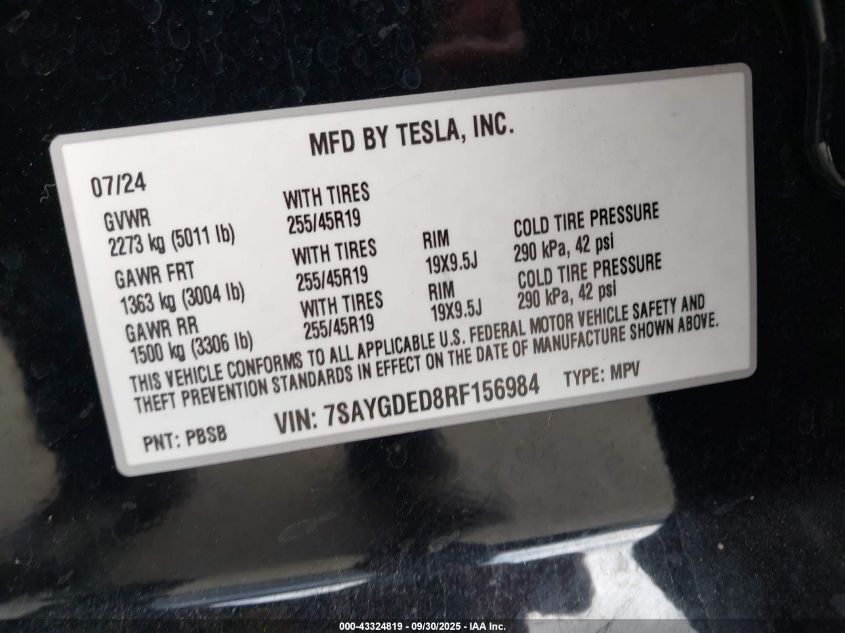 MFD BY TESLA, INC.
07/24
GVWR WITH TIRES
2273 kg (5011 lb) 255/45R19
GAWR FRT WITH TIRES RIM COLD TIRE PRESSURE
1363 kg (3004 lb) 255/45R19 19X9.5J 290 kPa, 42 psi
GAWR RR WITH TIRES RIM COLD TIRE PRESSURE
1500 kg (3306 lb) 255/45R19 19X9.5J 290 kPa, 42 psi
THIS VEHICLE CONFORMS TO ALL APPLICABLE U.S. FEDERAL MOTOR VEHICLE SAFETY AND
THEFT PREVENTION STANDARDS IN EFFECT ON THE DATE OF MANUFACTURE SHOWN ABOVE.
PNT: PBSB VIN: 7SAYGDED8RF156984 TYPE: MPV
000-43324819 - 09/30/2025 - IAA Inc.